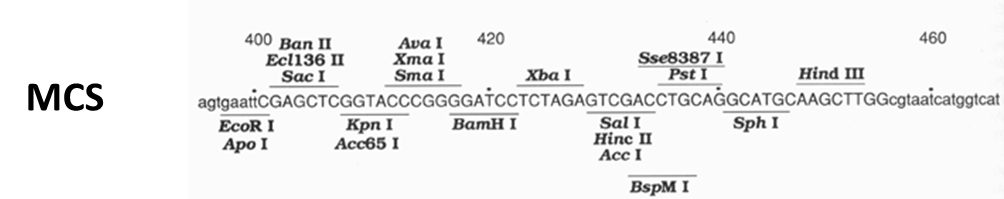 MCS
400 420 440 460
Ban II Ava I Sse8387 I
Ecl136 II Xma I
Sac I Sma I Xba I Pst I Hind III
agtgaattCGAGCTCGGTACCCGGGGATCCTCTAGAGTCGACCTGCAGGCATGCAAGCTTGGcgtaatcatggtcat
EcoR I Kpn I BamH I Sal I Sph I
Apo I Acc65 I Hinc II
Acc I
BspM I